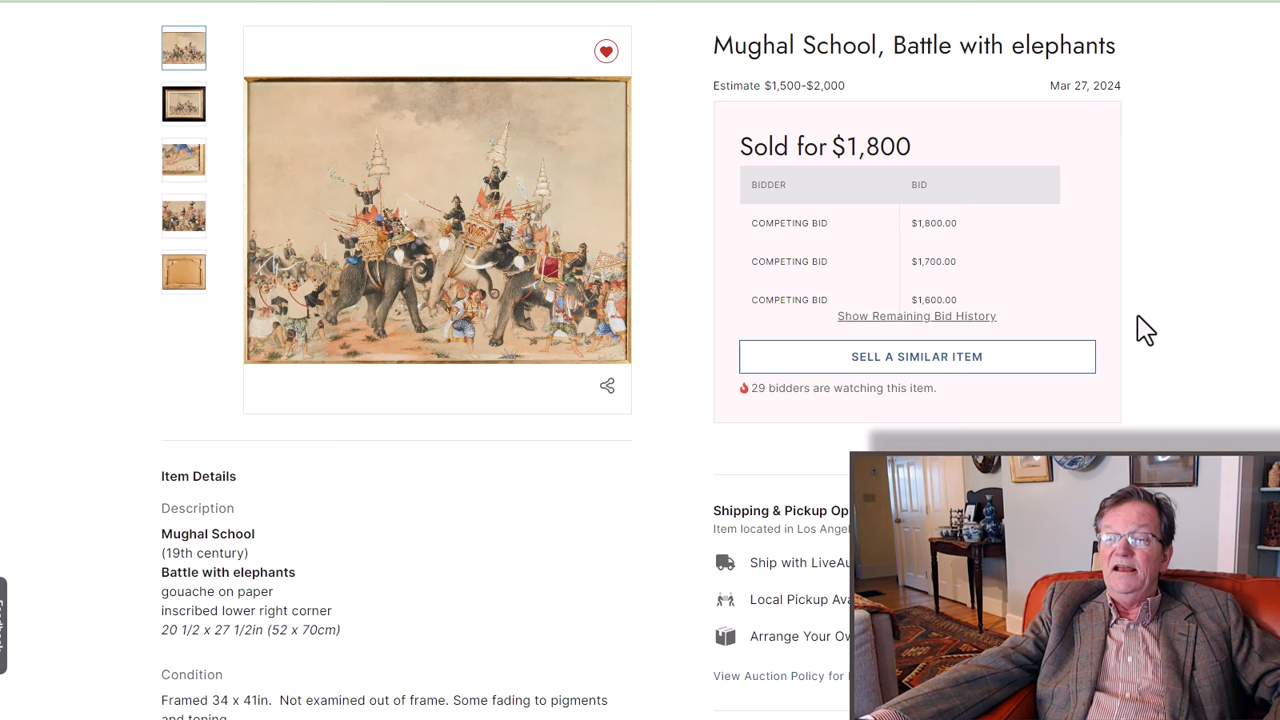 Mughal School, Battle with elephants
Estimate $1,500-$2,000
Mar 27, 2024
Sold for $1,800
BIDDER BID
COMPETING BID $1,800.00
COMPETING BID $1,700.00
COMPETING BID $1,600.00
Show Remaining Bid History
SELL A SIMILAR ITEM
29 bidders are watching this item.
Item Details
Description
Mughal School
(19th century)
Battle with elephants
gouache on paper
inscribed lower right corner
20 1/2 x 27 1/2in (52 x 70cm)
Condition
Framed 34 x 41in. Not examined out of frame. Some fading to pigments
and toning
Shipping & Pickup Op
Item located in Los Angel
Ship with LiveAu
Local Pickup Ava
Arrange Your Ow
View Auction Policy for